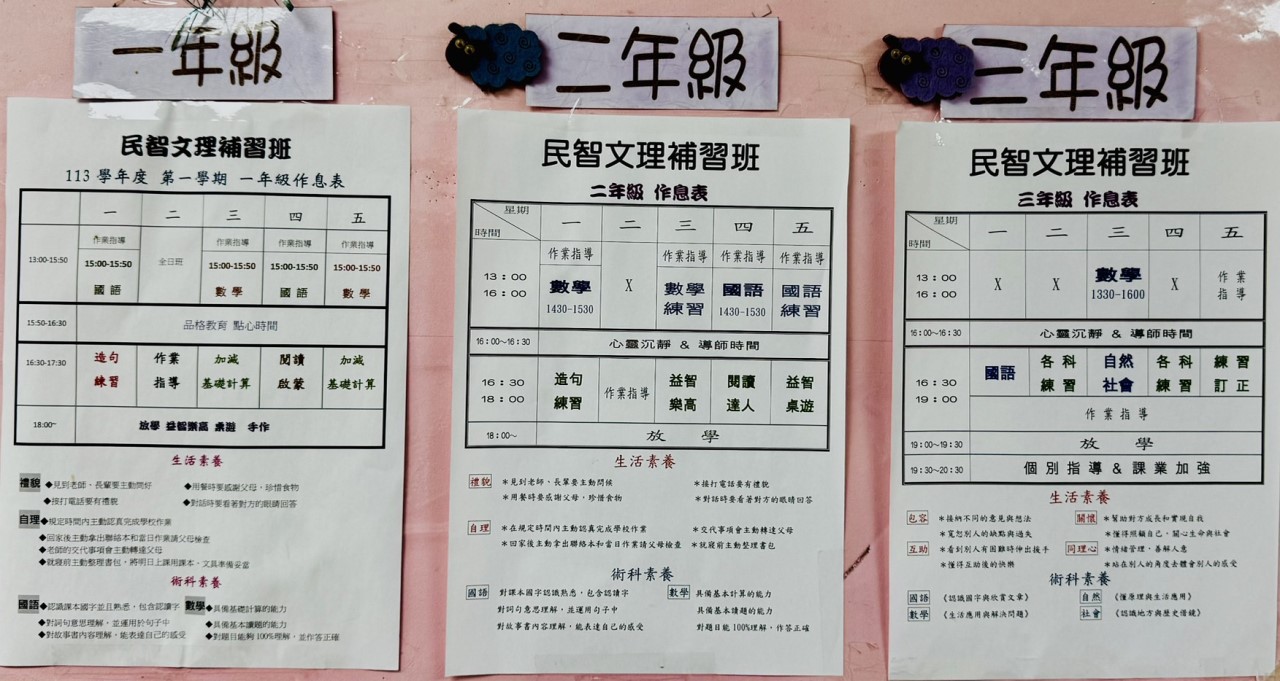 一年級
民智文理補習班
113 學年度 第一學期 一年級作息表
一 二 三 四 五
13:00-15:50
作業指導 全日班 作業指導 作業指導 作業指導
15:00-15:50 15:00-15:50 15:00-15:50 15:00-15:50
國語 數學 國語 數學
15:50-16:30 品格教育 點心時間
16:30-17:30
造句 作業 加減 閱讀 加減
練習 指導 基礎計算 啟蒙 基礎計算
18:00~ 放學 益智樂高 桌遊 手作
生活素養
禮貌 ◆見到老師、長輩要主動問好 ◆用餐時要感謝父母,珍惜食物
◆接打電話要有禮貌 ◆對話時要看著對方的眼睛回答
自理 ◆規定時間內主動認真完成學校作業
◆回家後主動拿出聯絡本和當日作業請父母檢查
◆老師的交代事項會主動轉達父母
◆就寢前主動整理書包,將明日上課用課本、文具準備妥當
術科素養
國語 ◆認識課本國字並且熟悉,包含認讀字 數學 ◆具備基礎計算的能力
◆對詞句意思理解,並運用於句子中 ◆具備基本讀題的能力
◆對故事書內容理解,能表達自己的感受 ◆對題目能夠100%理解,並作答正確
二年級
民智文理補習班
二年級 作息表
星期
時間
一 二 三 四 五
13:00
16:00
作業指導 X 作業指導 作業指導 作業指導
數學 數學 國語 國語
1430-1530 練習 1430-1530 練習
16:00~16:30 心靈沉靜 & 導師時間
16:30
18:00
造句 作業指導 益智 閱讀 益智
練習 樂高 達人 桌遊
18:00~ 放 學
生活素養
禮貌 *見到老師、長輩要主動問候 *接打電話要有禮貌
*用餐時要感謝父母,珍惜食物 *對話時要看著對方的眼睛回答
自理 *在規定時間內主動認真完成學校作業 *交代事項會主動轉達父母
*回家後主動拿出聯絡本和當日作業請父母檢查 *就寢前主動整理書包
術科素養
國語 對課本國字認識熟悉,包含認讀字 數學 具備基本計算的能力
對詞句意思理解,並運用句子中 具備基本讀題的能力
對故事書內容理解,能表達自己的感受 對題目能100%理解,作答正確
三年級
民智文理補習班
三年級 作息表
星期
時間
一 二 三 四 五
13:00
16:00
X X 數學 X 作業
1330-1600 指導
16:00~16:30 心靈沉靜 & 導師時間
16:30
19:00
國語 各科 自然 各科 練習
練習 社會 練習 訂正
作業指導
19:00~19:30 放 學
19:30~20:30 個別指導&課業加強
生活素養
包容 *接納不同的意見與想法 關懷 *幫助對方成長和實現自我
*寬恕別人的缺點與過失 *懂得照顧自己,關心生命與社會
互助 *看到別人有困難時伸出援手 同理心 *情緒管理,善解人意
*懂得互助後的快樂 *站在別人的角度去體會別人的感受
術科素養
國語 《認識國字與欣賞文章》 自然 《懂原理與生活應用》
數學 《生活應用與解決問題》 社會 《認識地方與歷史借鏡》